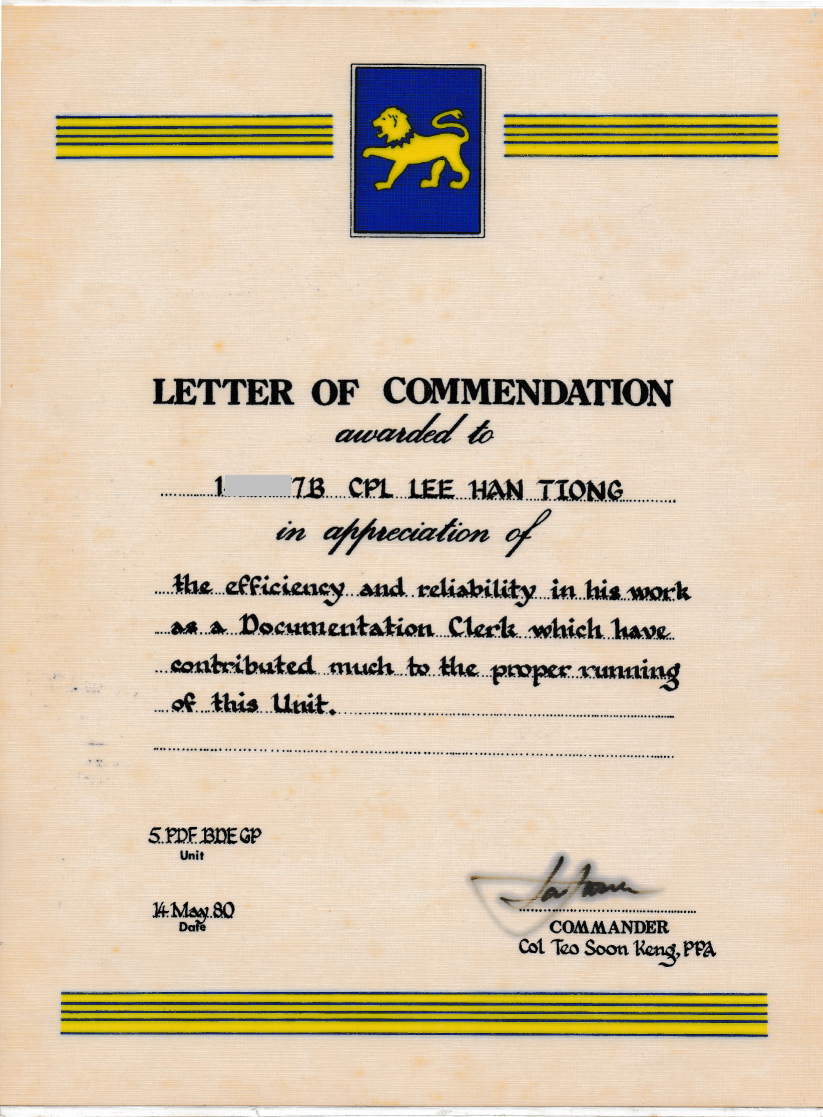 LETTER OF COMMENDATION
awarded to
1 7B CPL LEE HAN TIONG
in appreciation of
the efficiency and reliability in his work
as a Documentation Clerk which have
contributed much to the proper running
of this Unit.
5 PDF BDE GP
Unit
14 May 80
Date
COMMANDER
Col Teo Soon Keng, PPA